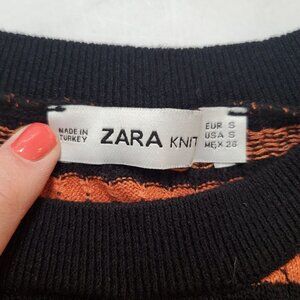 MADE IN
TURKEY
ZARA KNIT
EUR S
USA S
MEX 26